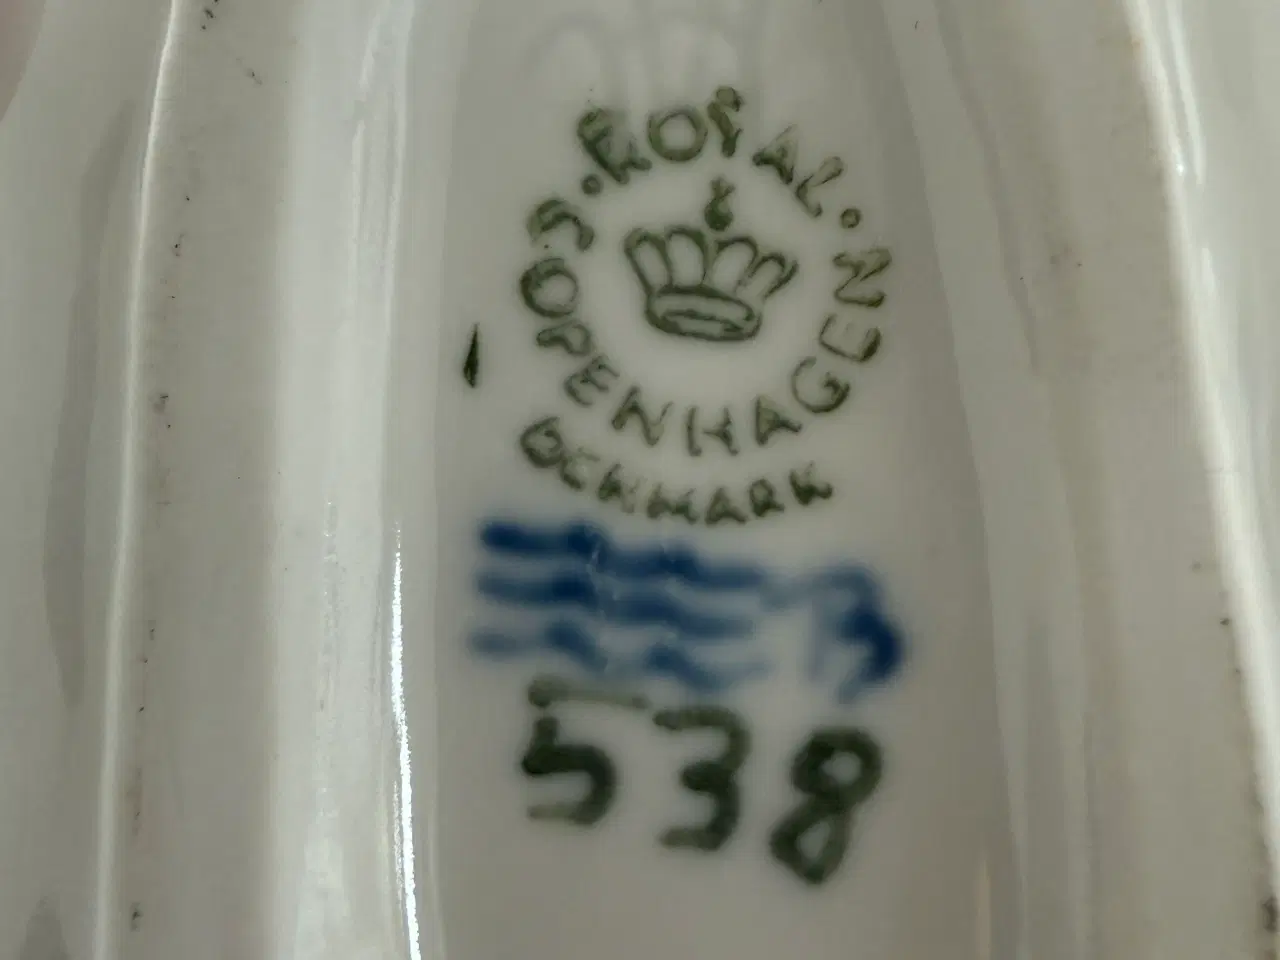 ROYAL
COPENHAGEN
DENMARK
538